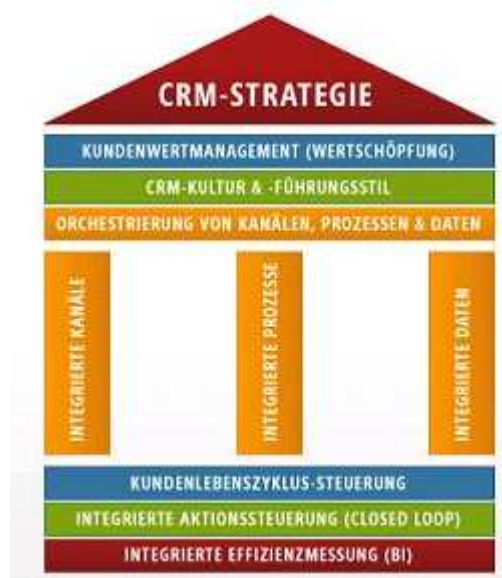 CRM-STRATEGIE
KUNDENWERTMANAGEMENT (WERTSCHÖPFUNG)
CRM-KULTUR & -FÜHRUNGSSTIL
ORCHESTRIERUNG VON KANÄLEN, PROZESSEN & DATEN
INTEGRIERTE KANÄLE
INTEGRIERTE PROZESSE
INTEGRIERTE DATEN
KUNDENLEBENSZYKLUS-STEUERUNG
INTEGRIERTE AKTIONSSTEUERUNG (CLOSED LOOP)
INTEGRIERTE EFFIZIENZMESSUNG (BI)